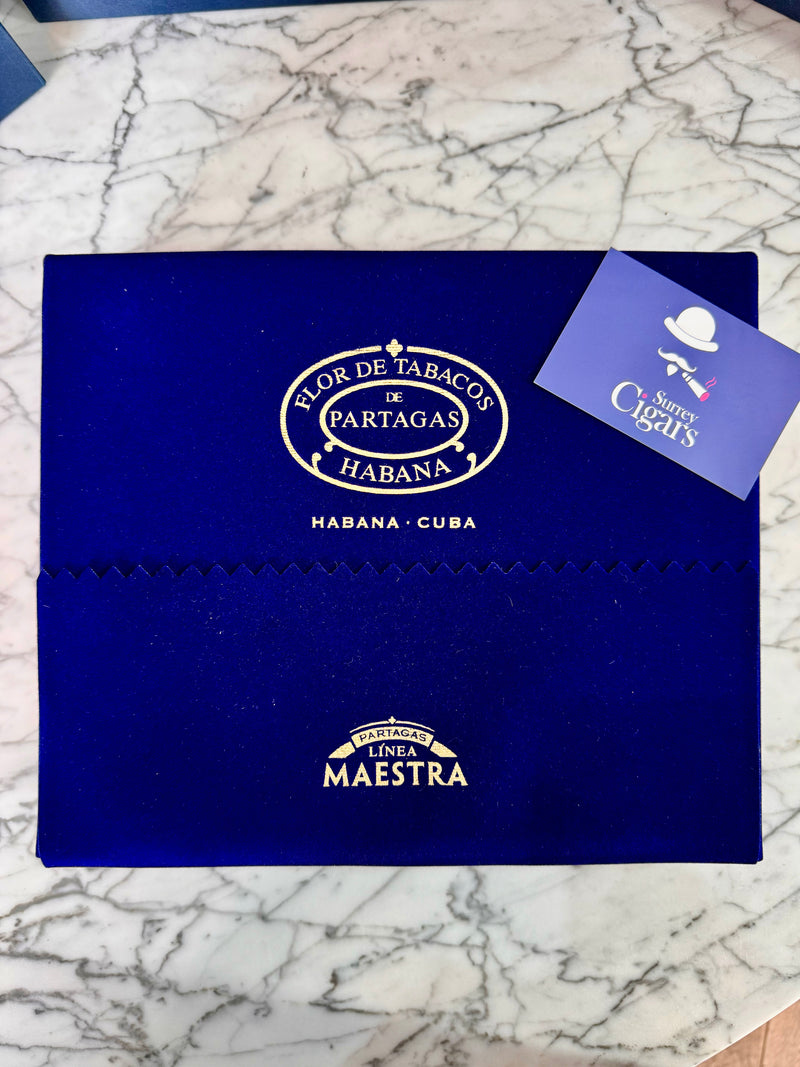 FLOR DE TABACOS
DE
PARTAGAS
HABANA
HABANA · CUBA
Surrey
Cigars
PARTAGAS
LÍNEA
MAESTRA